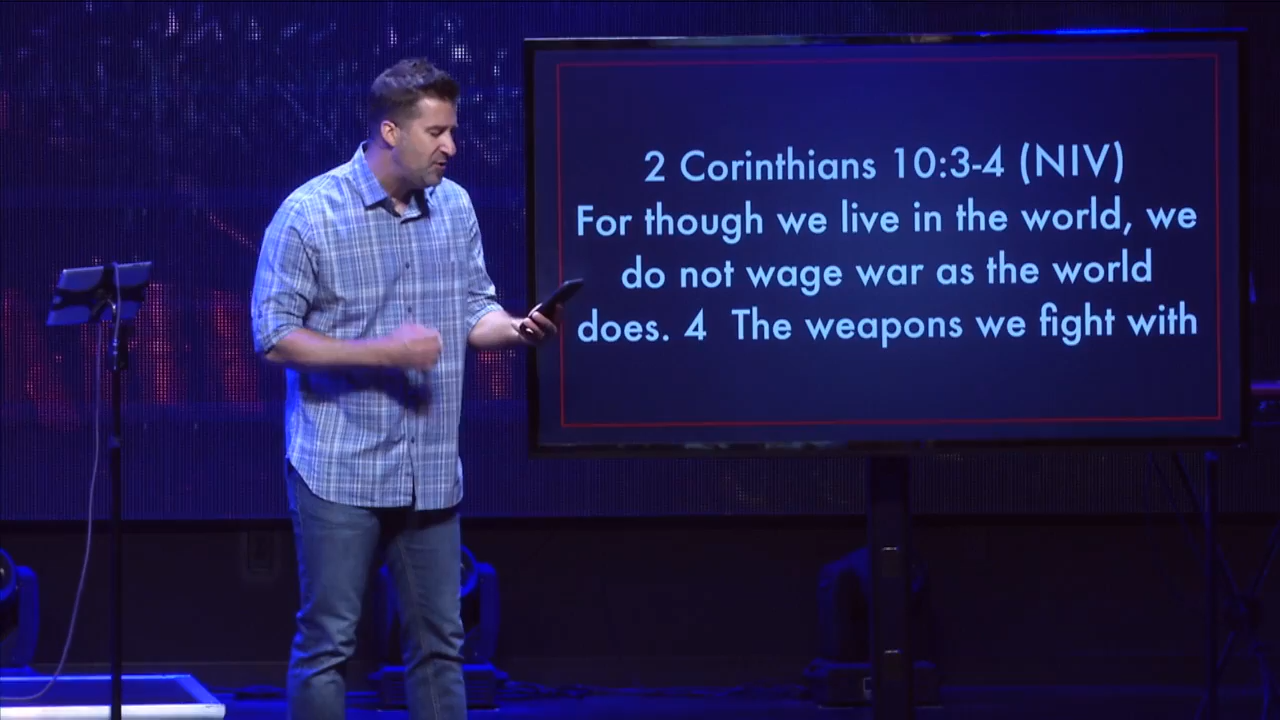 2 Corinthians 10:3-4 (NIV)
For though we live in the world, we
do not wage war as the world
does. 4 The weapons we fight with